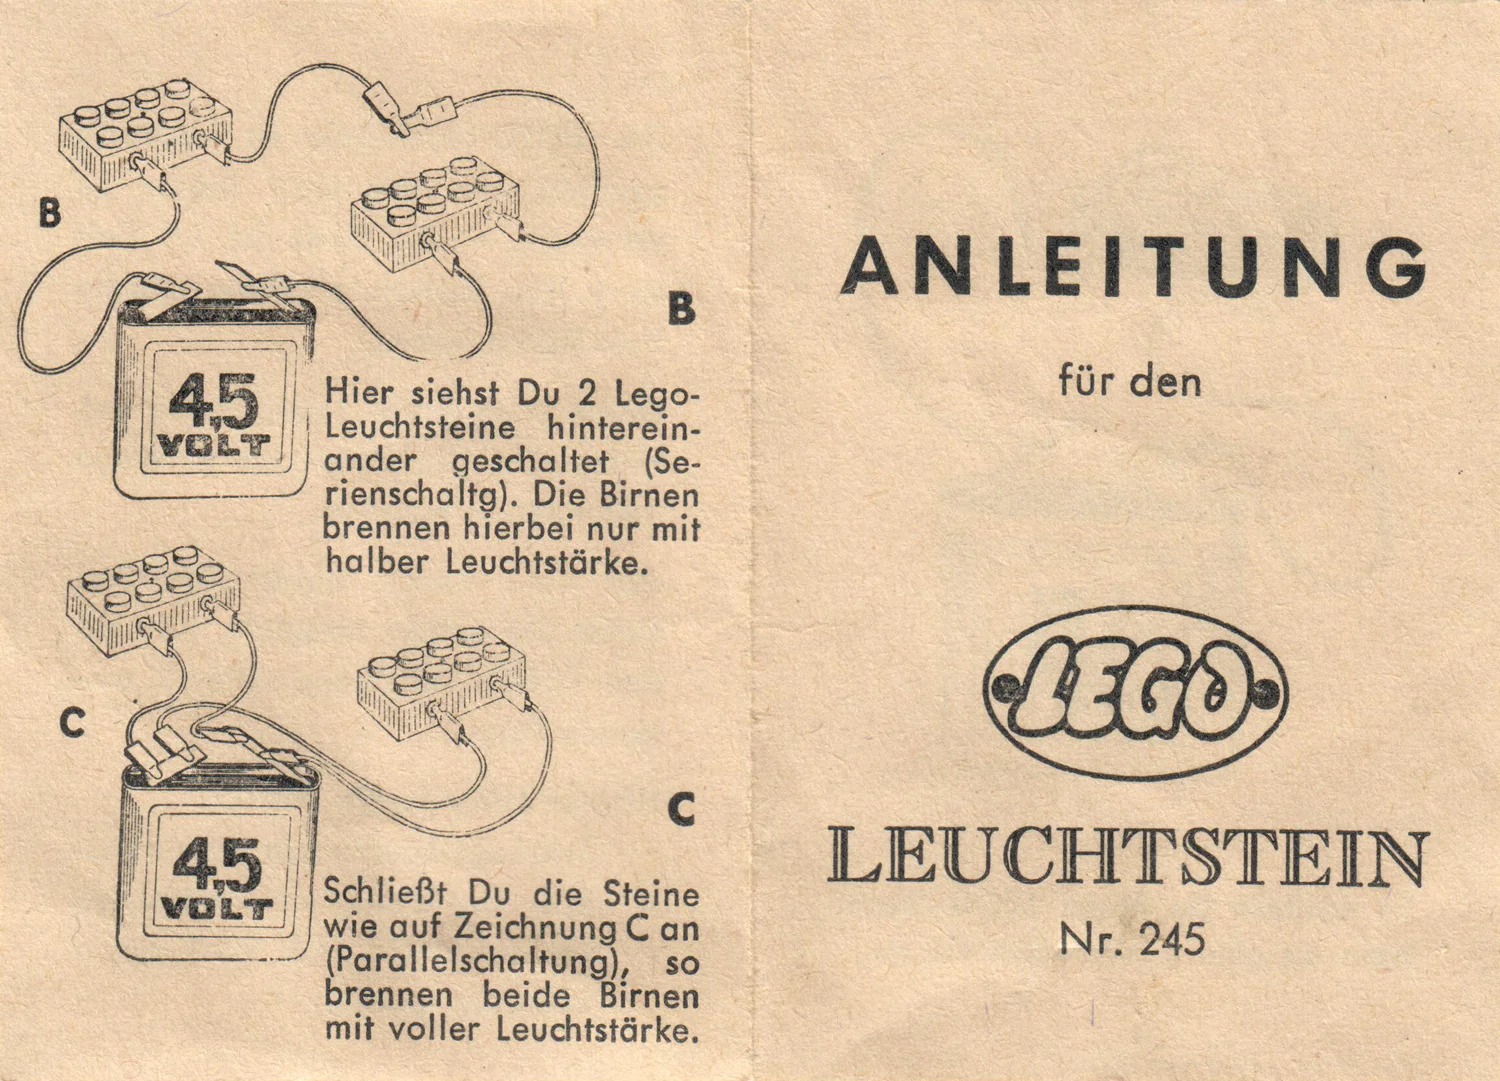 B
B
4,5
VOLT
Hier siehst Du 2 Lego-
Leuchtsteine hinterein-
ander geschaltet (Se-
rienschaltg). Die Birnen
brennen hierbei nur mit
halber Leuchtstärke.
C
C
4,5
VOLT
Schließt Du die Steine
wie auf Zeichnung C an
(Parallelschaltung), so
brennen beide Birnen
mit voller Leuchtstärke.
ANLEITUNG
für den
LEGO
LEUCHTSTEIN
Nr. 245